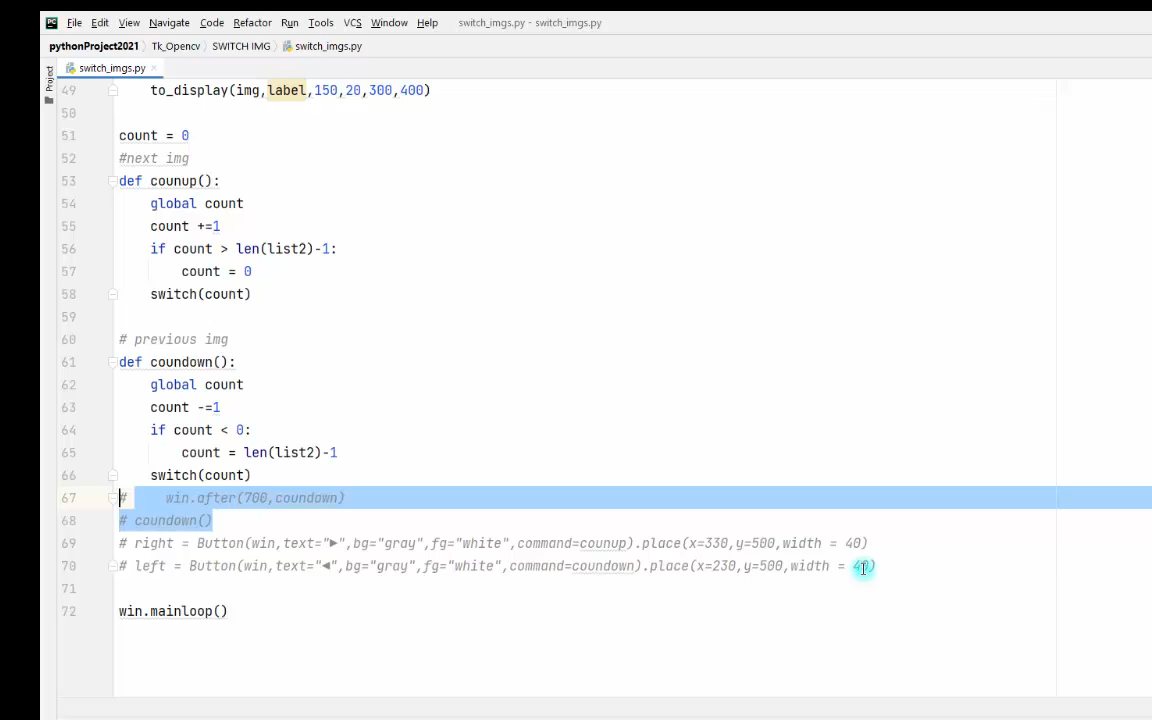 File Edit View Navigate Code Refactor Run Tools VCS Window Help switch_imgs.py - switch_imgs.py
pythonProject2021 Tk_Opencv SWITCH IMG switch_imgs.py
Project
switch_imgs.py
49 to_display(img,label,150,20,300,400)
50
51 count = 0
52 #next img
53 def counup():
54 global count
55 count +=1
56 if count > len(list2)-1:
57 count = 0
58 switch(count)
59
60 # previous img
61 def coundown():
62 global count
63 count -=1
64 if count < 0:
65 count = len(list2)-1
66 switch(count)
67 # win.after(700,coundown)
68 # coundown()
69 # right = Button(win,text="►",bg="gray",fg="white",command=counup).place(x=330,y=500,width = 40)
70 # left = Button(win,text="◄",bg="gray",fg="white",command=coundown).place(x=230,y=500,width = 40)
71
72 win.mainloop()